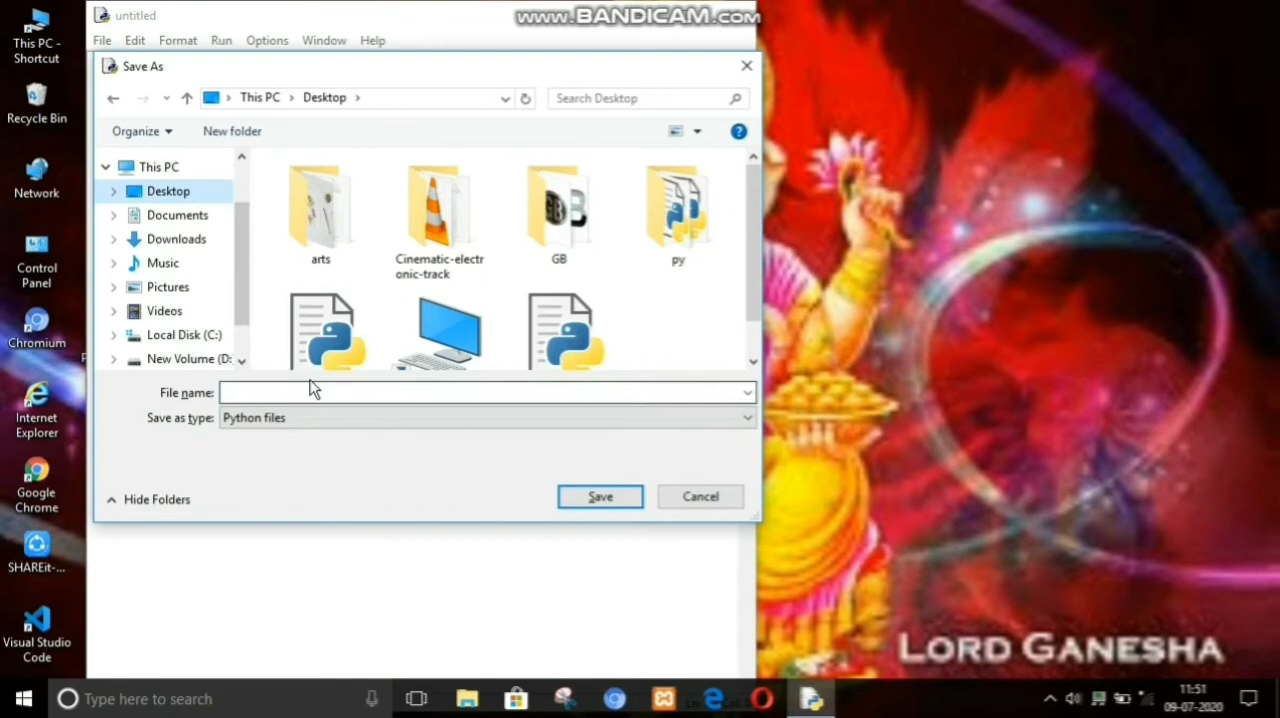 This PC -
Shortcut
Recycle Bin
Network
Control
Panel
Chromium
Internet
Explorer
Google
Chrome
SHAREit-...
Visual Studio
Code
untitled
www.BANDICAM.com
File Edit Format Run Options Window Help
Save As
This PC > Desktop >
Search Desktop
Organize
New folder
This PC
Desktop
Documents
Downloads
Music
Pictures
Videos
Local Disk (C:)
New Volume (D:
arts
Cinematic-electr
onic-track
GB
py
File name:
Save as type: Python files
Hide Folders
Save
Cancel
LORD GANESHA
Type here to search
11:51
09-07-2020